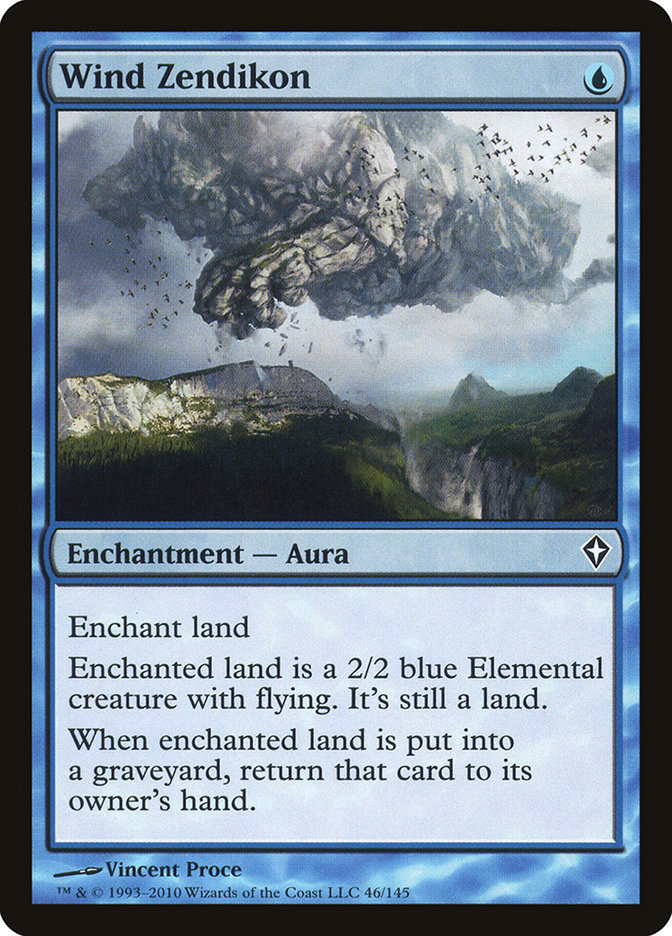 Wind Zendikon
Enchantment — Aura
Enchant land
Enchanted land is a 2/2 blue Elemental
creature with flying. It's still a land.
When enchanted land is put into
a graveyard, return that card to its
owner's hand.
Vincent Proce
™ & © 1993–2010 Wizards of the Coast LLC 46/145